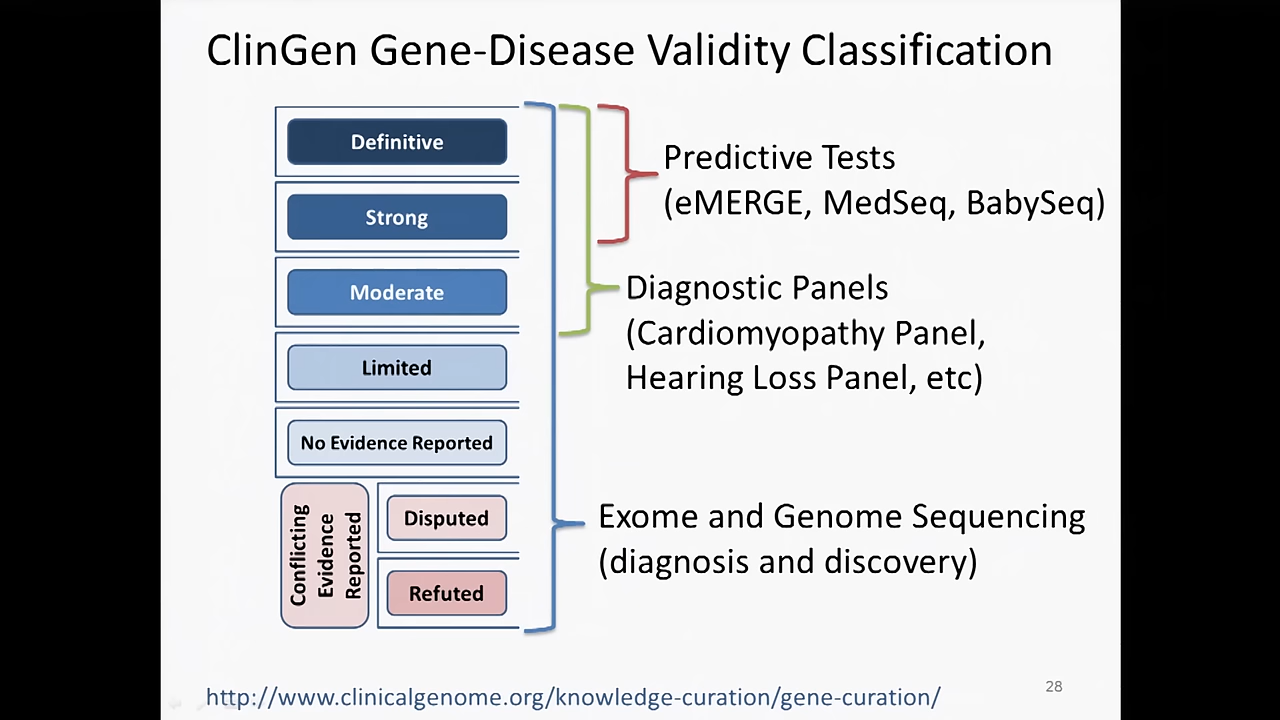 ClinGen Gene-Disease Validity Classification
Definitive
Strong
Moderate
Limited
No Evidence Reported
Conflicting
Evidence
Reported
Disputed
Refuted
Predictive Tests
(eMERGE, MedSeq, BabySeq)
Diagnostic Panels
(Cardiomyopathy Panel,
Hearing Loss Panel, etc)
Exome and Genome Sequencing
(diagnosis and discovery)
http://www.clinicalgenome.org/knowledge-curation/gene-curation/
28